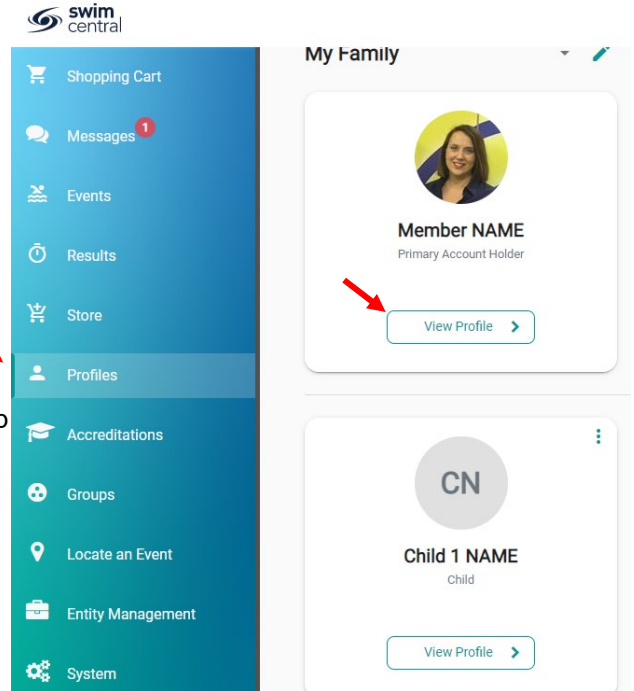 swim
central
Shopping Cart
Messages 1
Events
Results
Store
Profiles
Accreditations
Groups
Locate an Event
Entity Management
System
My Family
Member NAME
Primary Account Holder
View Profile
CN
Child 1 NAME
Child
View Profile